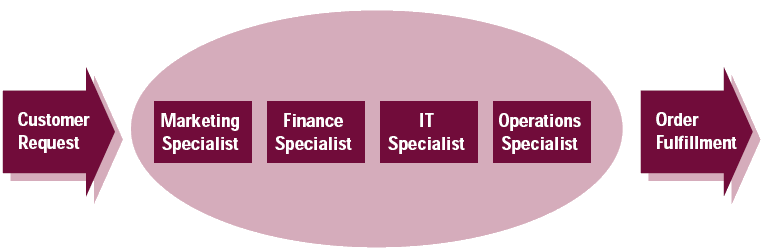 Customer
Request
Marketing
Specialist
Finance
Specialist
IT
Specialist
Operations
Specialist
Order
Fulfillment